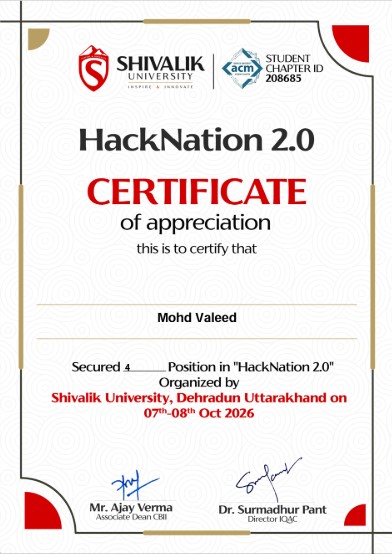 SHIVALIK
UNIVERSITY
INSPIRE & INNOVATE
acm
STUDENT
CHAPTER ID
208685
HackNation 2.0
CERTIFICATE
of appreciation
this is to certify that
Mohd Valeed
Secured 4 Position in "HackNation 2.0"
Organized by
Shivalik University, Dehradun Uttarakhand on
07th-08th Oct 2026
Mr. Ajay Verma
Associate Dean CBII
Dr. Surmadhur Pant
Director IQAC